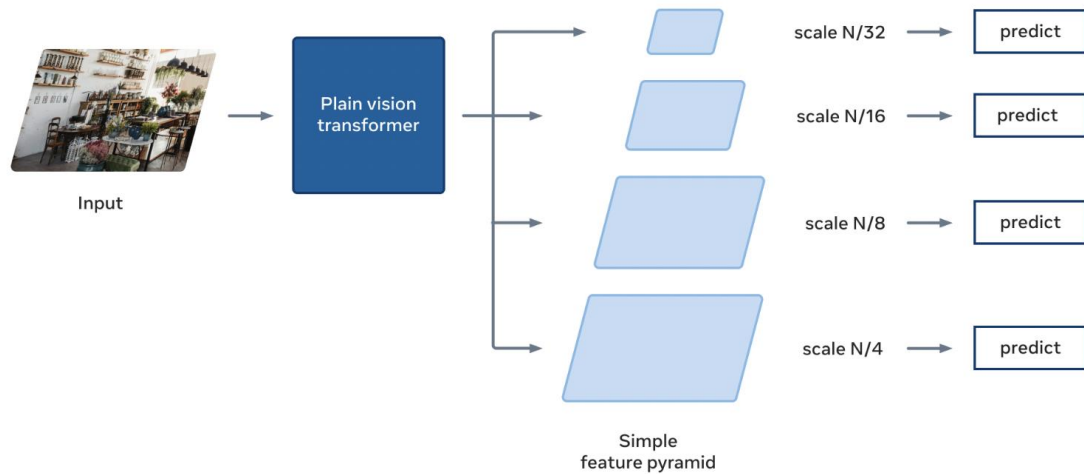 scale N/32
predict
Plain vision
transformer
scale N/16
predict
Input
scale N/8
predict
scale N/4
predict
Simple
feature pyramid